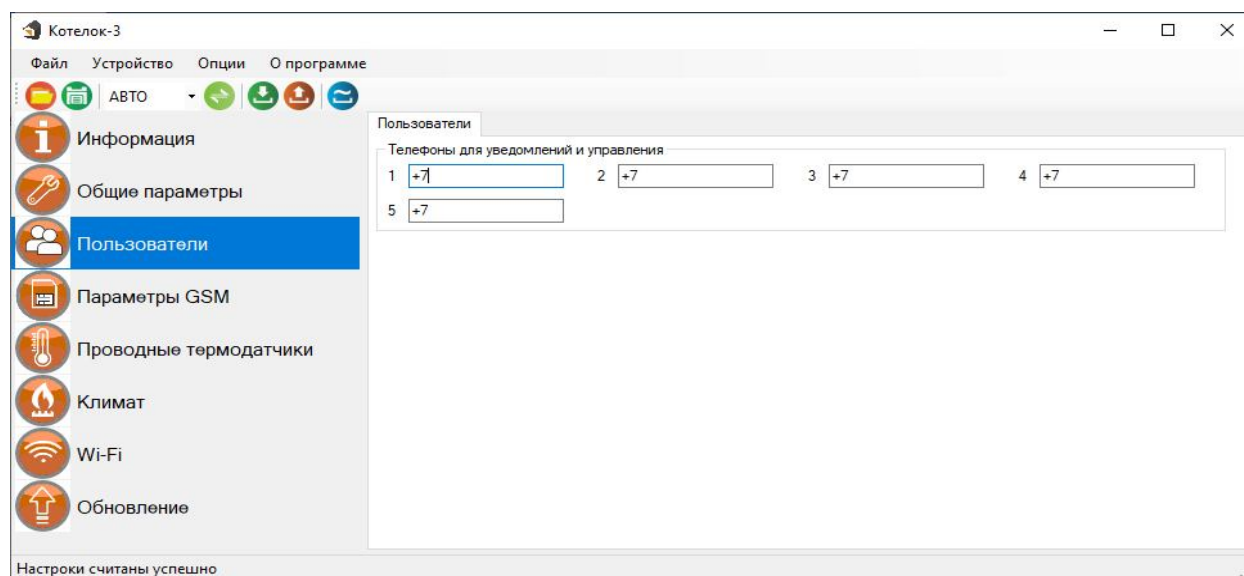 Котелок-3
Файл Устройство Опции О программе
АВТО
Информация
Общие параметры
Пользователи
Параметры GSM
Проводные термодатчики
Климат
Wi-Fi
Обновление
Пользователи
Телефоны для уведомлений и управления
1 +7 2 +7 3 +7 4 +7
5 +7
Настроки считаны успешно